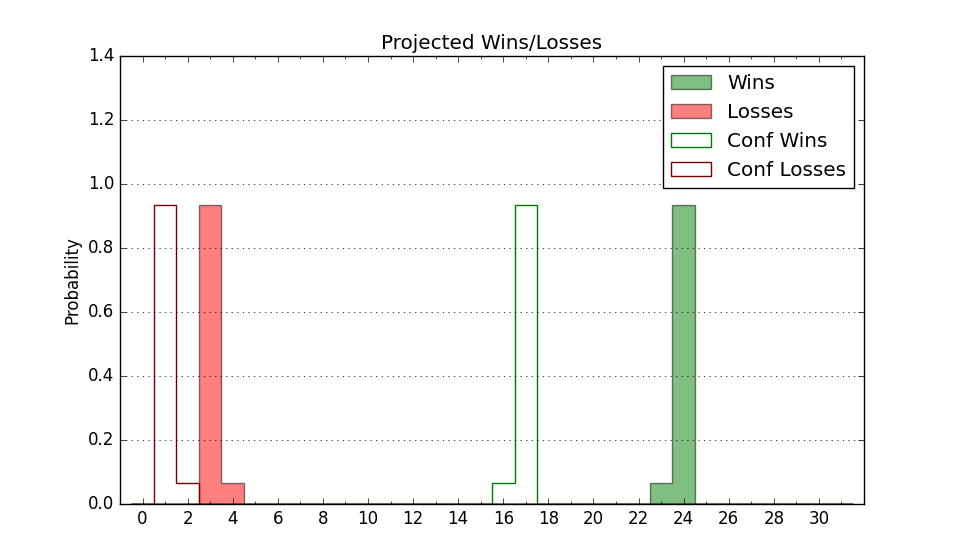 Projected Wins/Losses
1.4
1.2
1.0
0.8
0.6
0.4
0.2
0.0
Probability
Wins
Losses
Conf Wins
Conf Losses
0 2 4 6 8 10 12 14 16 18 20 22 24 26 28 30